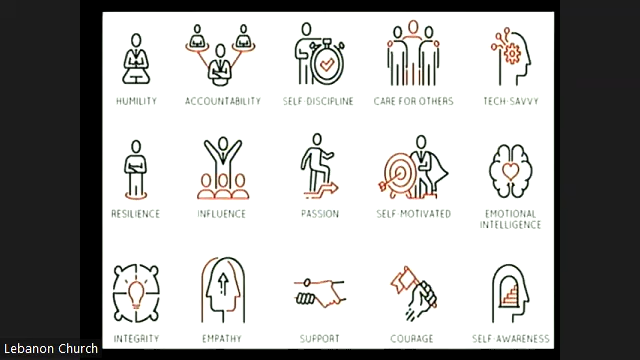 HUMILITY
ACCOUNTABILITY
SELF-DISCIPLINE
CARE FOR OTHERS
TECH-SAVVY
RESILIENCE
INFLUENCE
PASSION
SELF MOTIVATED
EMOTIONAL
INTELLIGENCE
INTEGRITY
EMPATHY
SUPPORT
COURAGE
SELF-AWARENESS
Lebanon Church